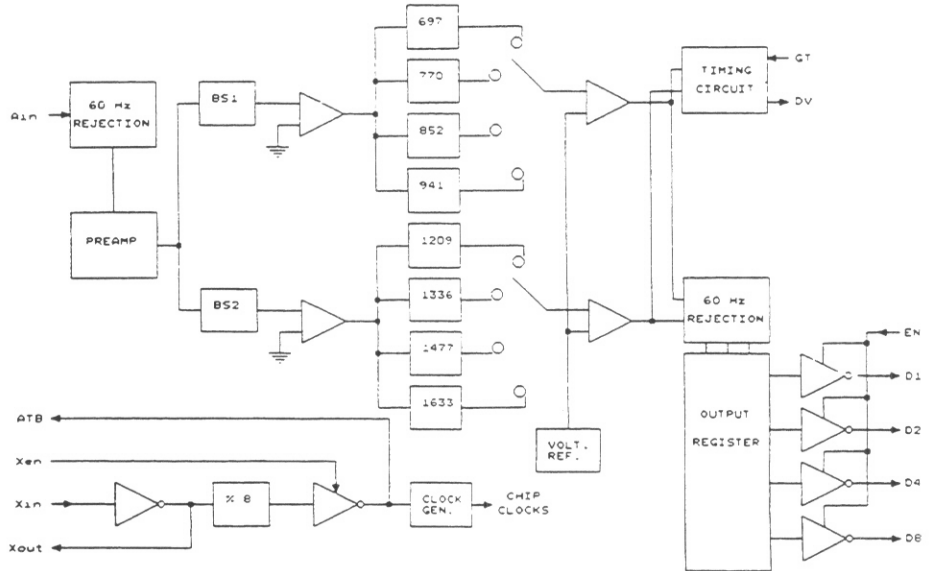 697
770
852
941
1209
1336
1477
1633
Ain
60 Hz
REJECTION
PREAMP
BS1
BS2
TIMING
CIRCUIT
GT
DV
60 Hz
REJECTION
EN
D1
D2
D4
D8
OUTPUT
REGISTER
VOLT.
REF.
ATB
Xen
Xin
Xout
% 8
CLOCK
GEN.
CHIP
CLOCKS